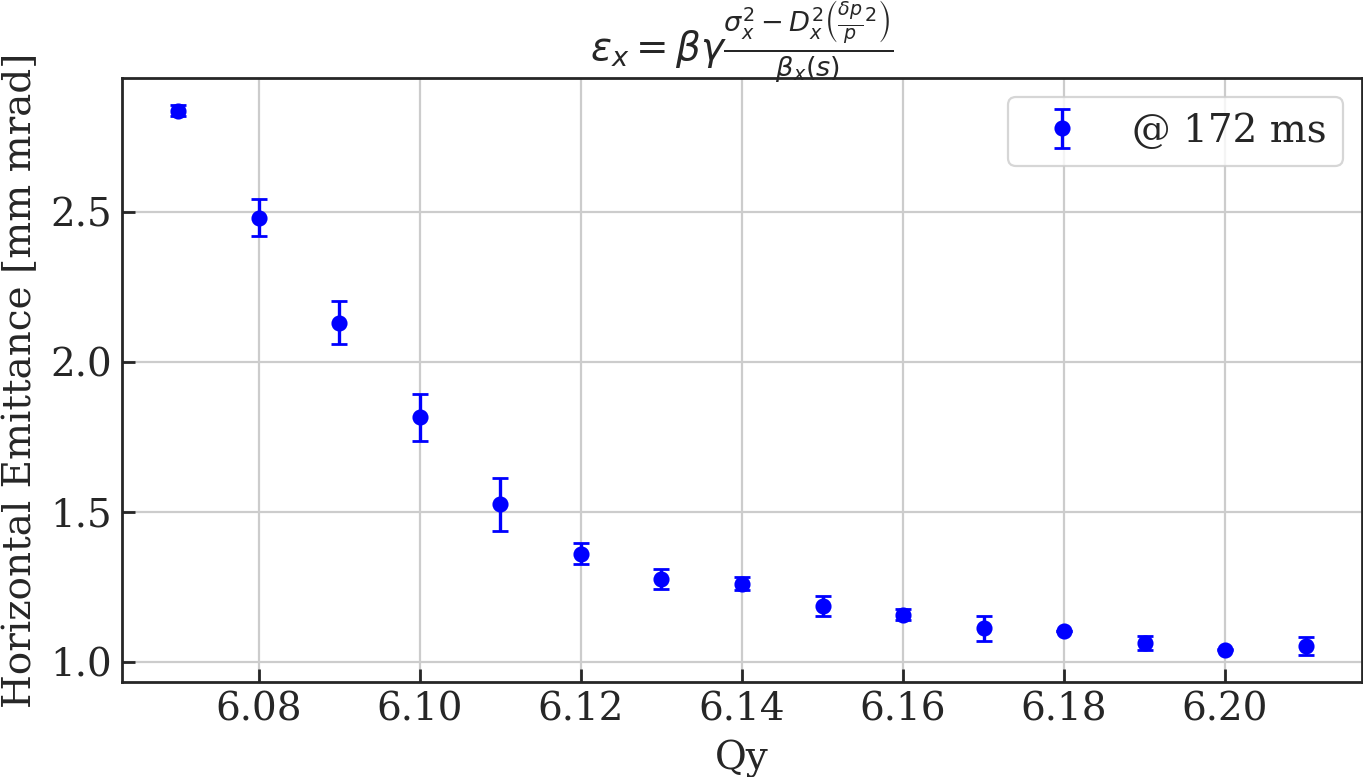 εₓ = βγ (σₓ² − Dₓ²(δp/p ²)) / βₓ(s)
Horizontal Emittance [mm mrad]
@ 172 ms
2.5
2.0
1.5
1.0
6.08 6.10 6.12 6.14 6.16 6.18 6.20
Qy